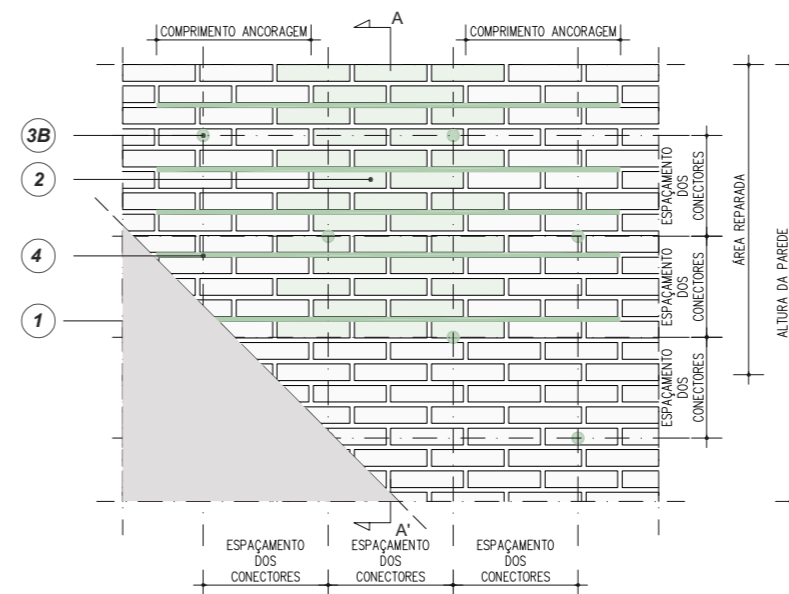 A
COMPRIMENTO ANCORAGEM
COMPRIMENTO ANCORAGEM
3B
2
4
1
ESPAÇAMENTO
DOS
CONECTORES
ESPAÇAMENTO
DOS
CONECTORES
ESPAÇAMENTO
DOS
CONECTORES
ÁREA REPARADA
ALTURA DA PAREDE
A'
ESPAÇAMENTO
DOS
CONECTORES
ESPAÇAMENTO
DOS
CONECTORES
ESPAÇAMENTO
DOS
CONECTORES